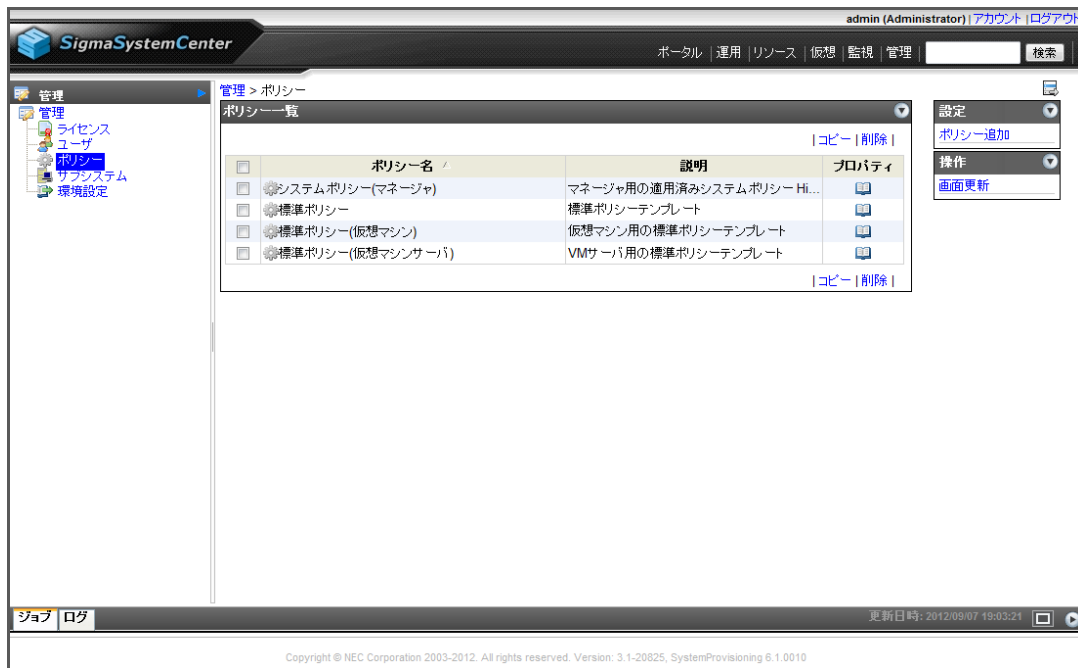 admin (Administrator) | アカウント | ログアウト
SigmaSystemCenter
ポータル | 運用 | リソース | 仮想 | 監視 | 管理 | 検索
管理
管理
ライセンス
ユーザ
ポリシー
サブシステム
環境設定
管理 > ポリシー
ポリシー一覧
| コピー | 削除 |
ポリシー名 説明 プロパティ
システムポリシー(マネージャ) マネージャ用の適用済みシステムポリシー Hi...
標準ポリシー 標準ポリシーテンプレート
標準ポリシー(仮想マシン) 仮想マシン用の標準ポリシーテンプレート
標準ポリシー(仮想マシンサーバ) VMサーバ用の標準ポリシーテンプレート
| コピー | 削除 |
設定
ポリシー追加
操作
画面更新
ジョブ ログ
更新日時: 2012/09/07 19:03:21
Copyright © NEC Corporation 2003-2012. All rights reserved. Version: 3.1-20825, SystemProvisioning 6.1.0010